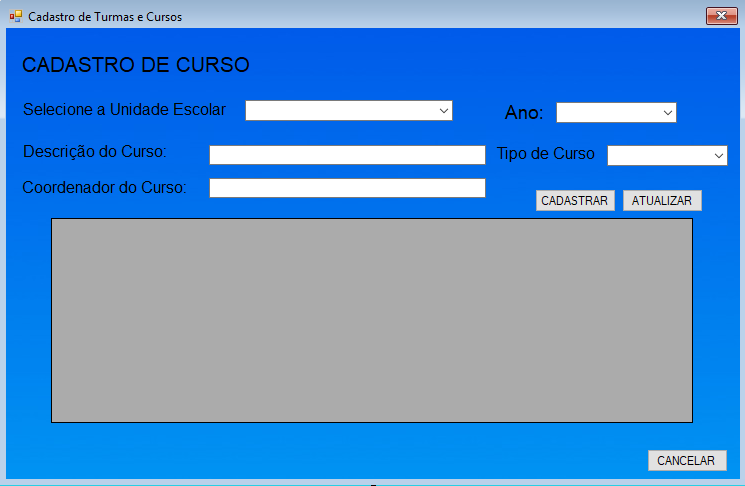 Cadastro de Turmas e Cursos
CADASTRO DE CURSO
Selecione a Unidade Escolar
Ano:
Descrição do Curso:
Tipo de Curso
Coordenador do Curso:
CADASTRAR
ATUALIZAR
CANCELAR